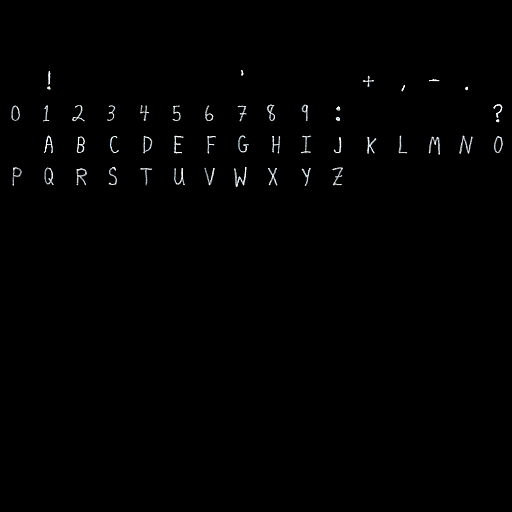 ! ' + , - .
0 1 2 3 4 5 6 7 8 9 : ?
A B C D E F G H I J K L M N O
P Q R S T U V W X Y Z